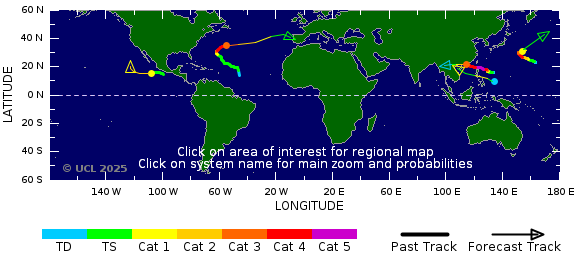 60 N
40 N
20 N
0 N
20 S
40 S
60 S
LATITUDE
Click on area of interest for regional map
Click on system name for main zoom and probabilities
© UCL 2025
140 W 100 W 60 W 20 W 20 E 60 E 100 E 140 E 180 E
LONGITUDE
TD TS Cat 1 Cat 2 Cat 3 Cat 4 Cat 5 Past Track Forecast Track